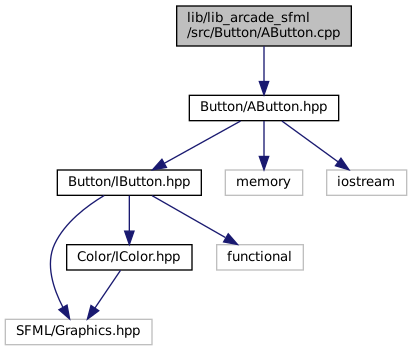 lib/lib_arcade_sfml
/src/Button/AButton.cpp
Button/AButton.hpp
Button/IButton.hpp
memory
iostream
Color/IColor.hpp
functional
SFML/Graphics.hpp